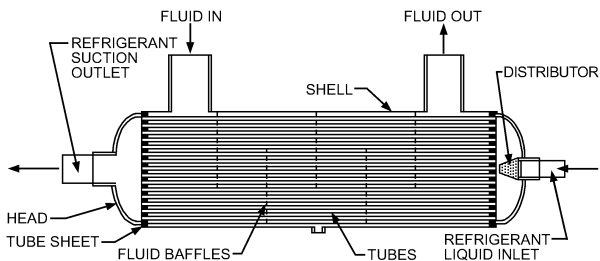 FLUID IN
FLUID OUT
REFRIGERANT
SUCTION
OUTLET
DISTRIBUTOR
SHELL
HEAD
TUBE SHEET
FLUID BAFFLES
TUBES
REFRIGERANT
LIQUID INLET